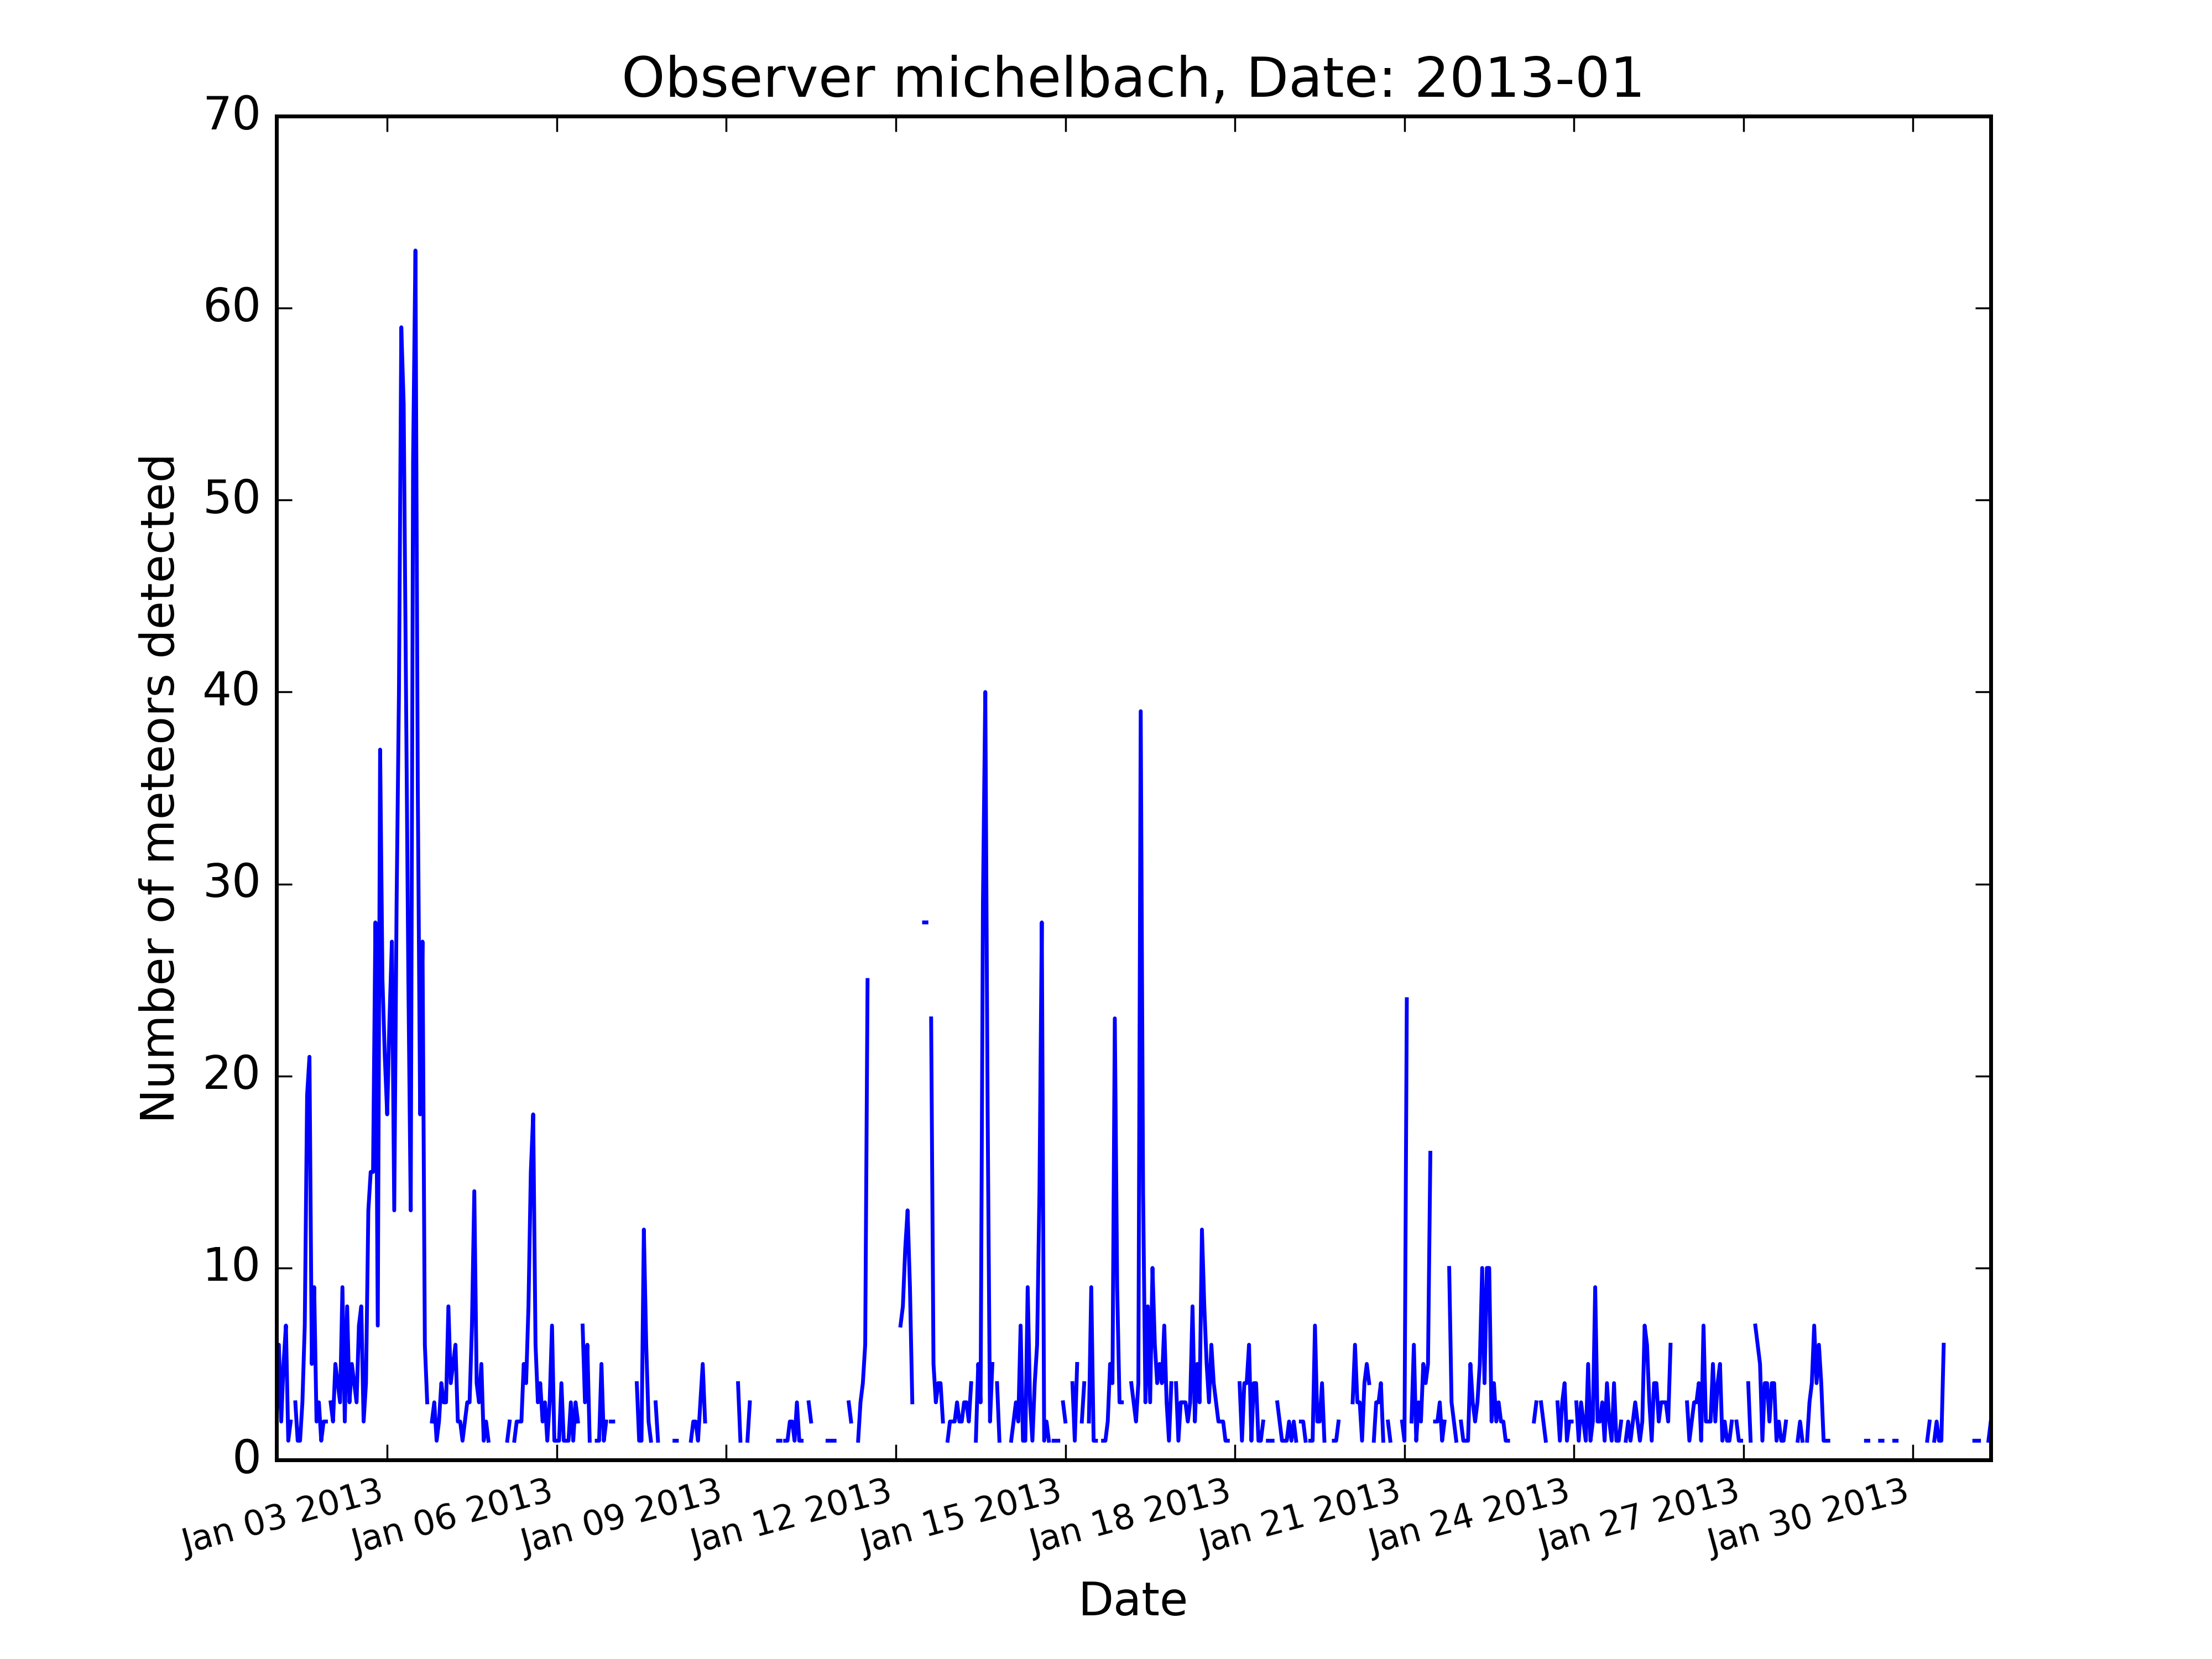 Observer michelbach, Date: 2013-01
70
60
50
40
30
20
10
0
Number of meteors detected
Jan 03 2013
Jan 06 2013
Jan 09 2013
Jan 12 2013
Jan 15 2013
Jan 18 2013
Jan 21 2013
Jan 24 2013
Jan 27 2013
Jan 30 2013
Date